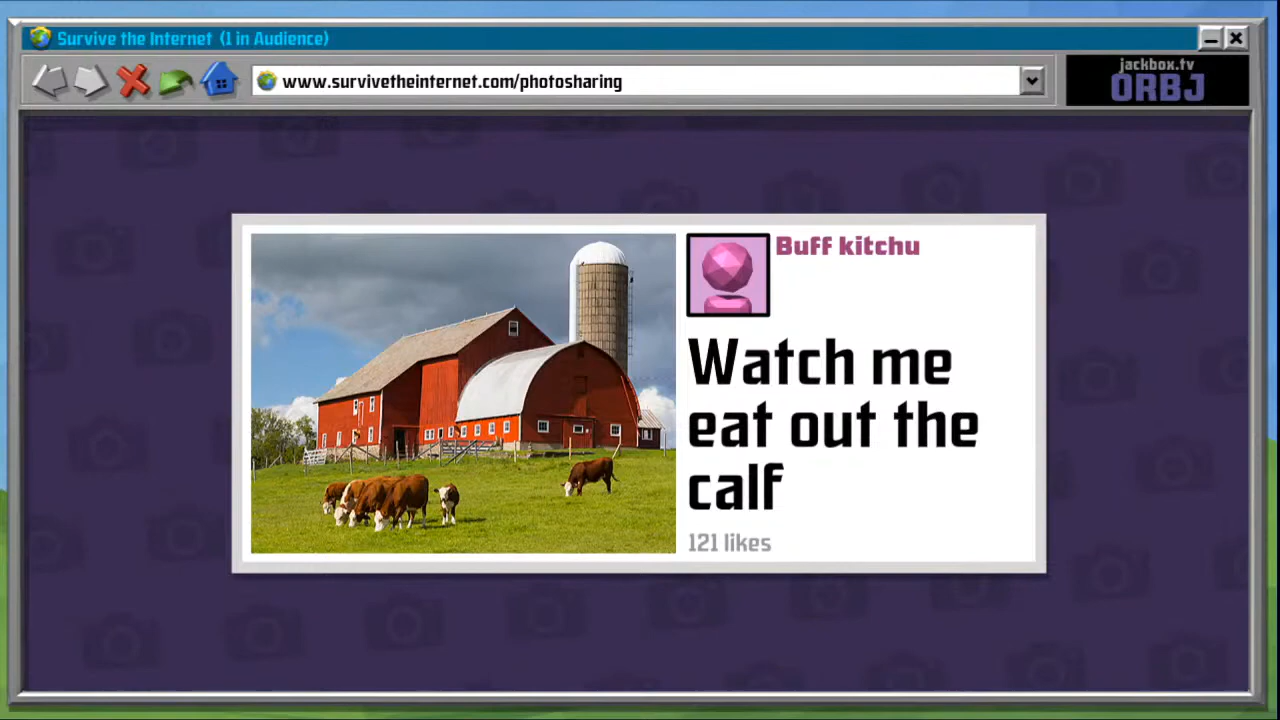 Survive the Internet (1 in Audience)
www.survivetheinternet.com/photosharing
jackbox.tv
ORBJ
Buff kitchu
Watch me
eat out the
calf
121 likes